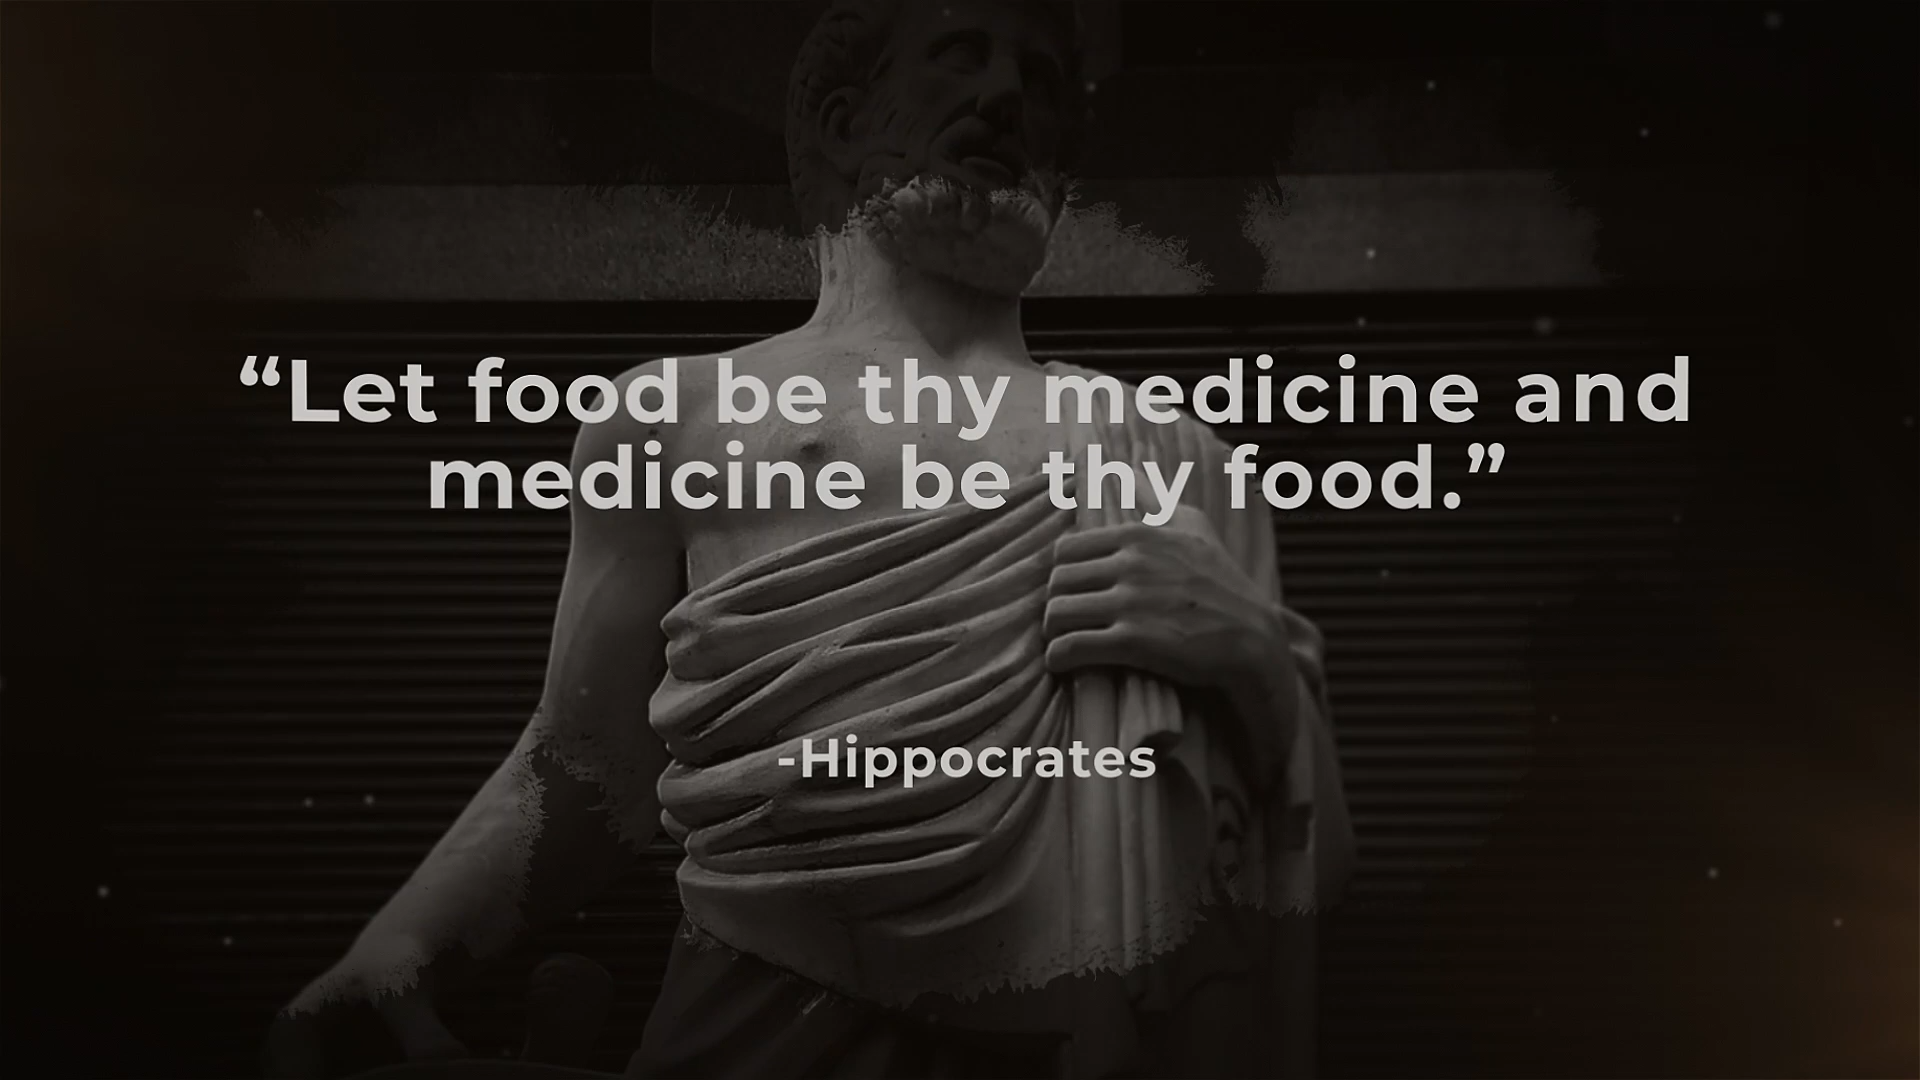 “Let food be thy medicine and
medicine be thy food.”
-Hippocrates